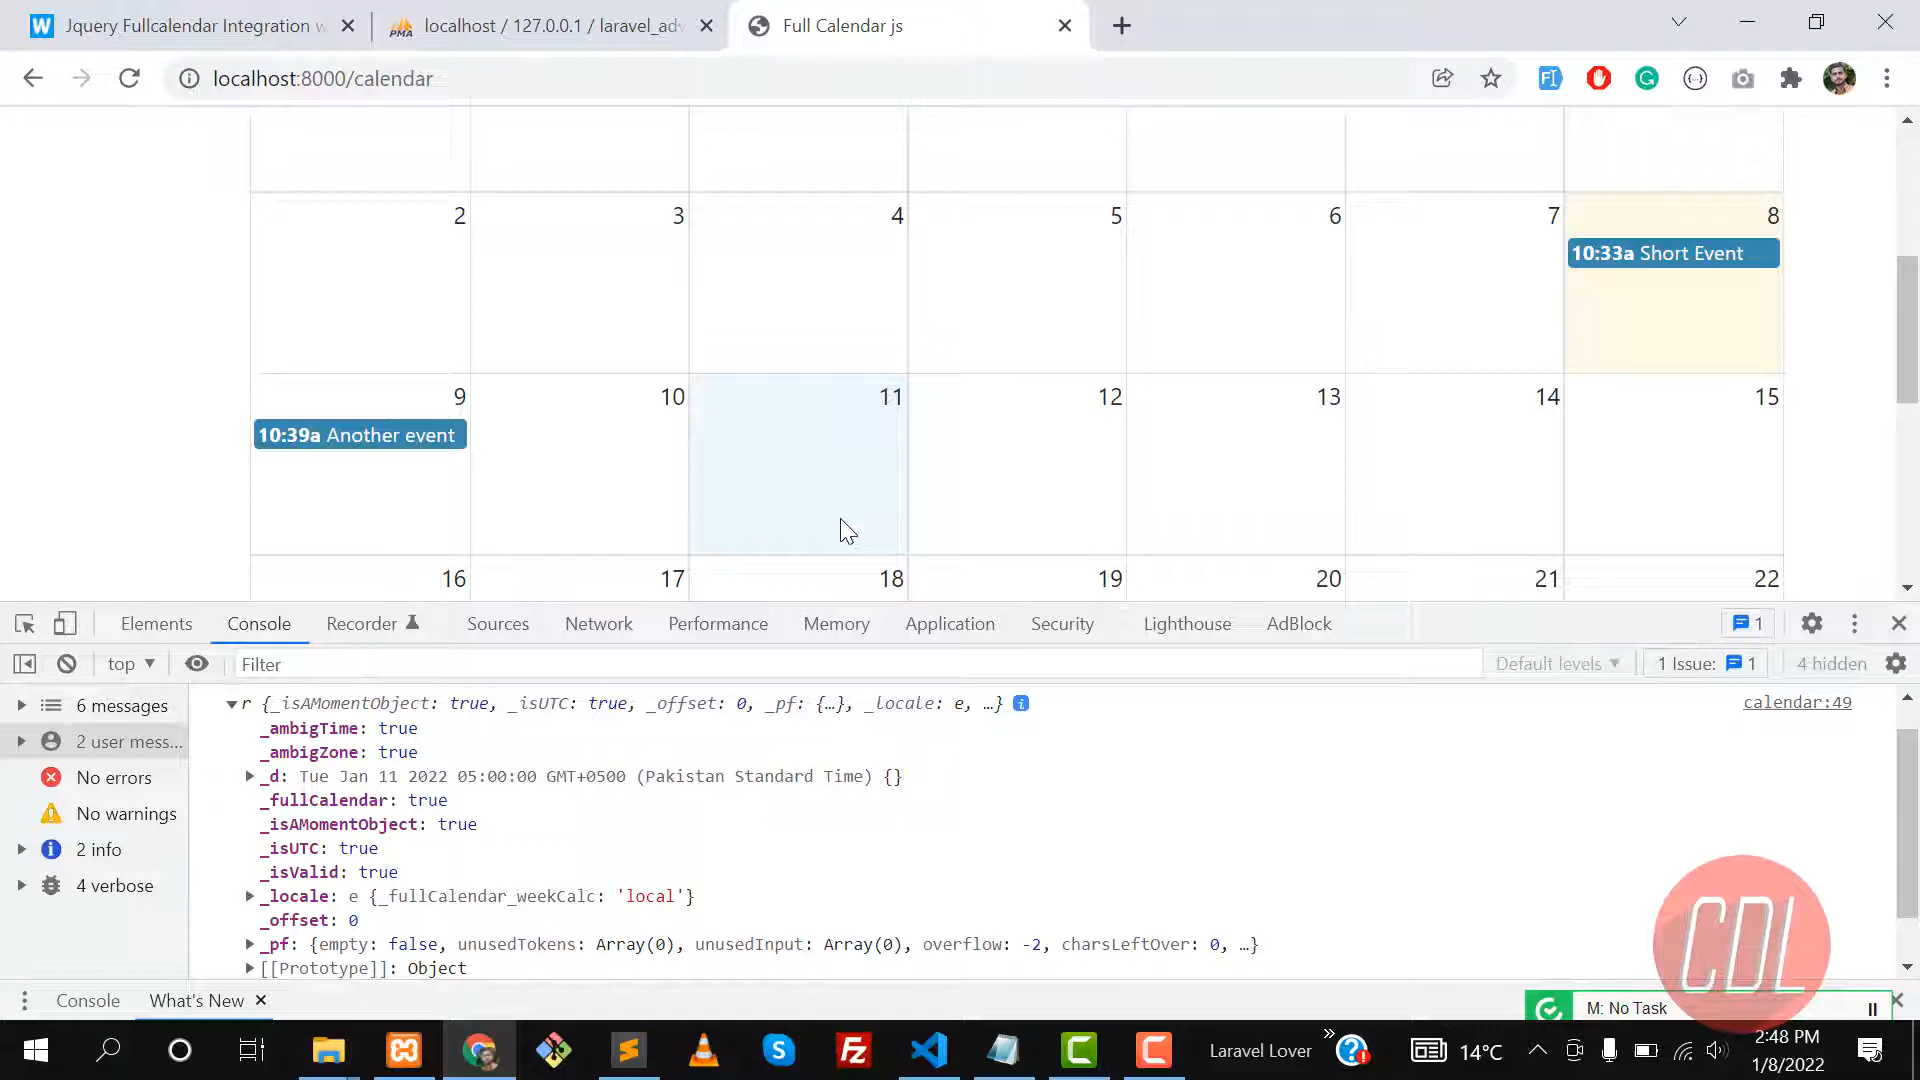 Jquery Fullcalendar Integration w
localhost / 127.0.0.1 / laravel_adv
Full Calendar js
localhost:8000/calendar
2 3 4 5 6 7 8
10:33a Short Event
9 10 11 12 13 14 15
10:39a Another event
16 17 18 19 20 21 22
Elements Console Recorder Sources Network Performance Memory Application Security Lighthouse AdBlock 1
top Filter Default levels 1 Issue: 1 4 hidden
6 messages
2 user mess...
No errors
No warnings
2 info
4 verbose
r {_isAMomentObject: true, _isUTC: true, _offset: 0, _pf: {…}, _locale: e, …} calendar:49
_ambigTime: true
_ambigZone: true
_d: Tue Jan 11 2022 05:00:00 GMT+0500 (Pakistan Standard Time) {}
_fullCalendar: true
_isAMomentObject: true
_isUTC: true
_isValid: true
_locale: e {_fullCalendar_weekCalc: 'local'}
_offset: 0
_pf: {empty: false, unusedTokens: Array(0), unusedInput: Array(0), overflow: -2, charsLeftOver: 0, …}
[[Prototype]]: Object
Console What's New
CDL
M: No Task
Laravel Lover
14°C
2:48 PM
1/8/2022